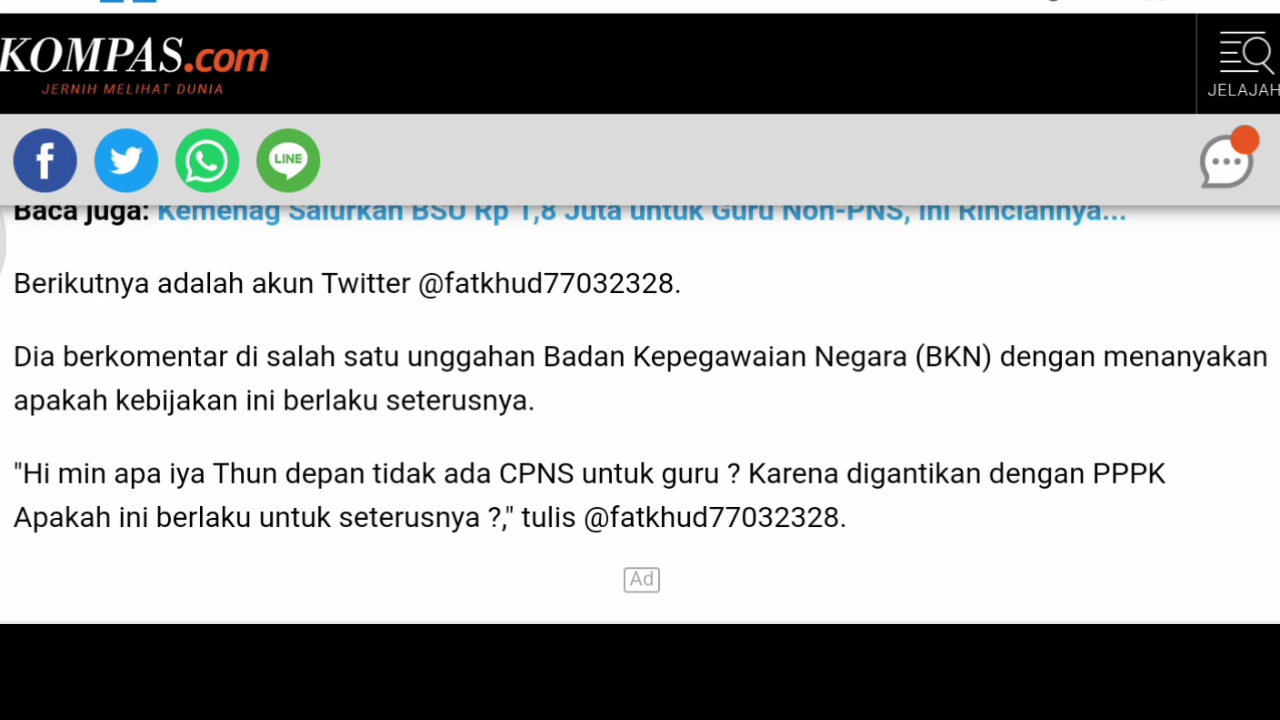 KOMPAS.com
JERNIH MELIHAT DUNIA
JELAJAH
LINE
Baca juga: Kemenag Salurkan BSU Rp 1,8 Juta untuk Guru Non-PNS, Ini Rinciannya...
Berikutnya adalah akun Twitter @fatkhud77032328.
Dia berkomentar di salah satu unggahan Badan Kepegawaian Negara (BKN) dengan menanyakan
apakah kebijakan ini berlaku seterusnya.
"Hi min apa iya Thun depan tidak ada CPNS untuk guru ? Karena digantikan dengan PPPK
Apakah ini berlaku untuk seterusnya ?," tulis @fatkhud77032328.
Ad